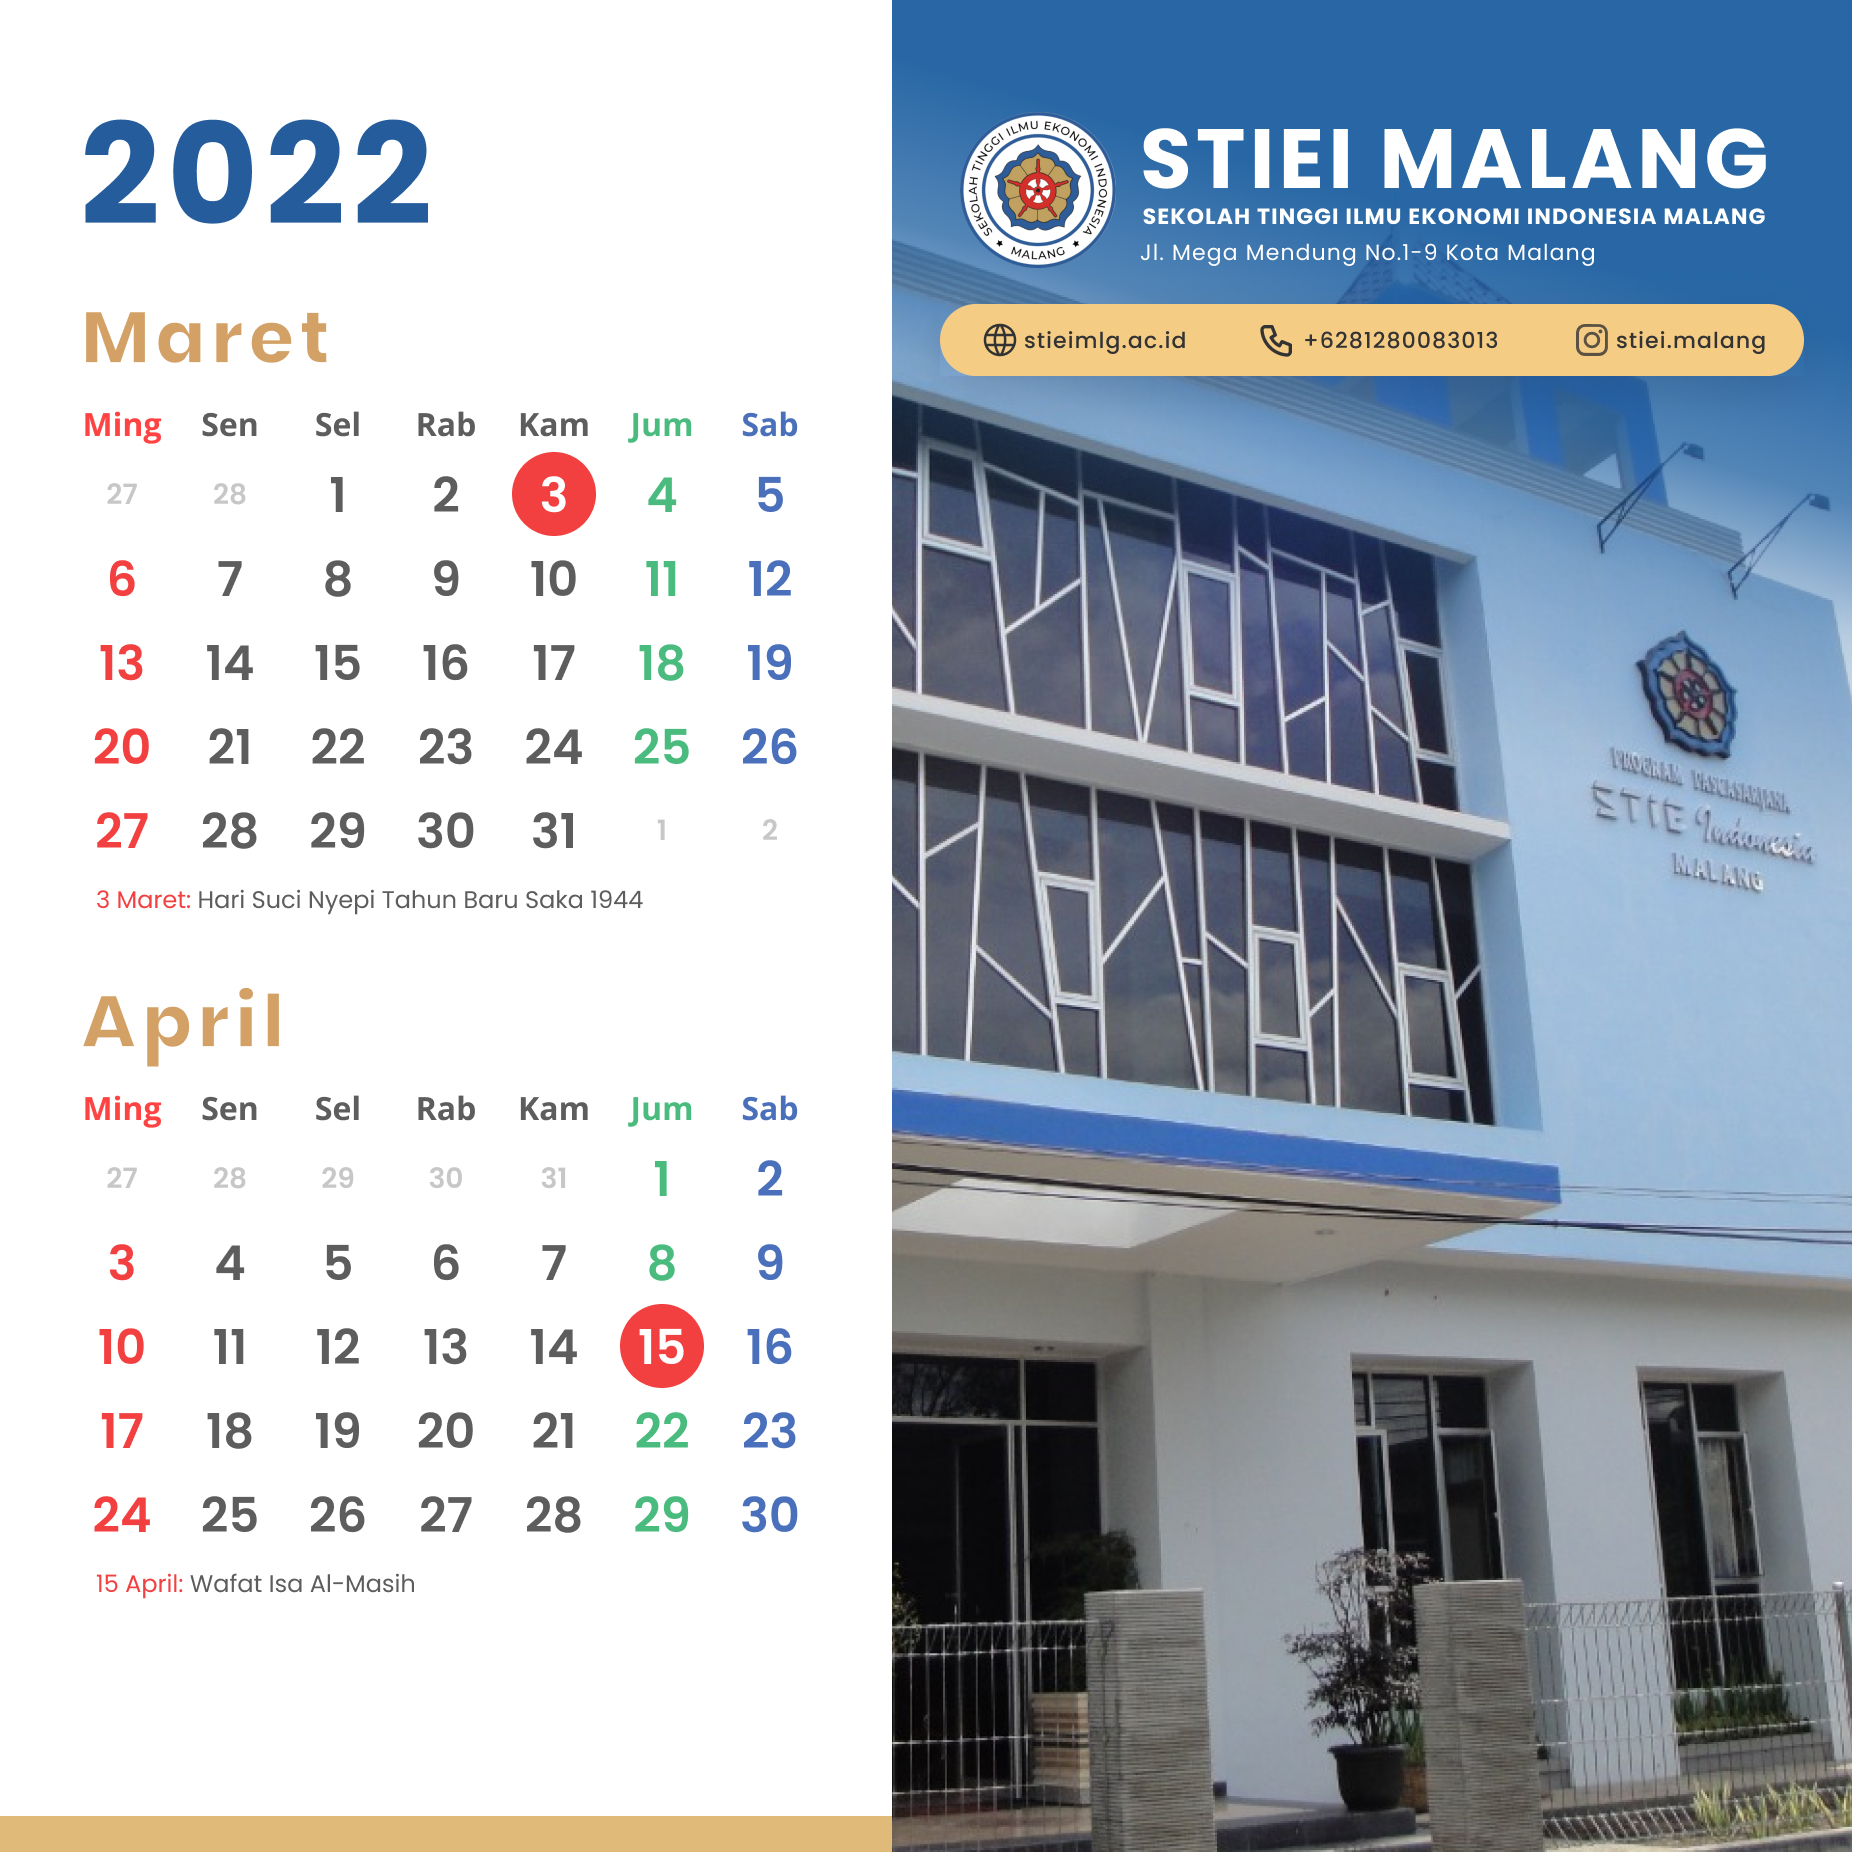 2022
Maret
Ming Sen Sel Rab Kam Jum Sab
27 28 1 2 3 4 5
6 7 8 9 10 11 12
13 14 15 16 17 18 19
20 21 22 23 24 25 26
27 28 29 30 31 1 2
3 Maret: Hari Suci Nyepi Tahun Baru Saka 1944
April
Ming Sen Sel Rab Kam Jum Sab
27 28 29 30 31 1 2
3 4 5 6 7 8 9
10 11 12 13 14 15 16
17 18 19 20 21 22 23
24 25 26 27 28 29 30
15 April: Wafat Isa Al-Masih
SEKOLAH TINGGI ILMU EKONOMI INDONESIA
MALANG
STIEI MALANG
SEKOLAH TINGGI ILMU EKONOMI INDONESIA MALANG
Jl. Mega Mendung No.1-9 Kota Malang
stieimlg.ac.id +6281280083013 stiei.malang
PROGRAM PASCASARJANA
STIE Indonesia
MALANG